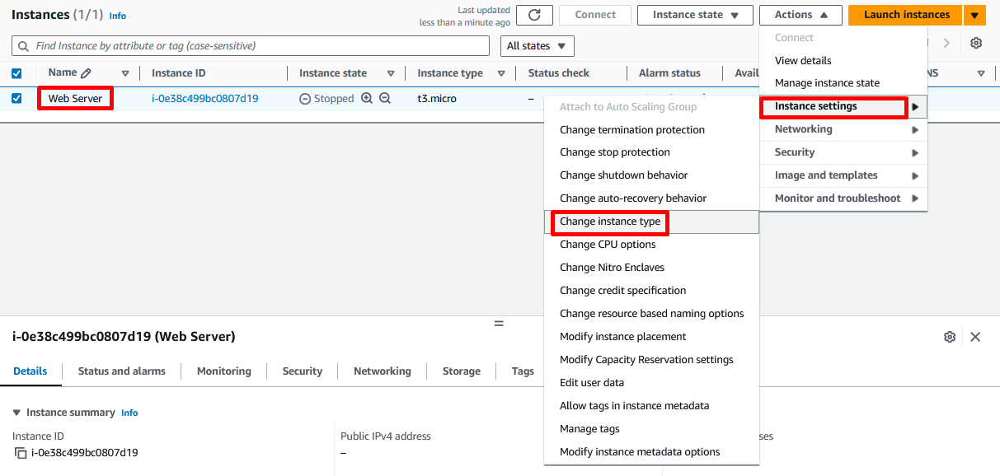 Instances (1/1) Info
Last updated
less than a minute ago
Connect
Instance state
Actions
Launch instances
Find Instance by attribute or tag (case-sensitive)
All states
Name
Instance ID
Instance state
Instance type
Status check
Alarm status
Web Server
i-0e38c499bc0807d19
Stopped
t3.micro
–
Connect
View details
Manage instance state
Instance settings
Networking
Security
Image and templates
Monitor and troubleshoot
Attach to Auto Scaling Group
Change termination protection
Change stop protection
Change shutdown behavior
Change auto-recovery behavior
Change instance type
Change CPU options
Change Nitro Enclaves
Change credit specification
Change resource based naming options
Modify instance placement
Modify Capacity Reservation settings
Edit user data
Allow tags in instance metadata
Manage tags
Modify instance metadata options
i-0e38c499bc0807d19 (Web Server)
Details
Status and alarms
Monitoring
Security
Networking
Storage
Tags
Instance summary Info
Instance ID
i-0e38c499bc0807d19
Public IPv4 address
–